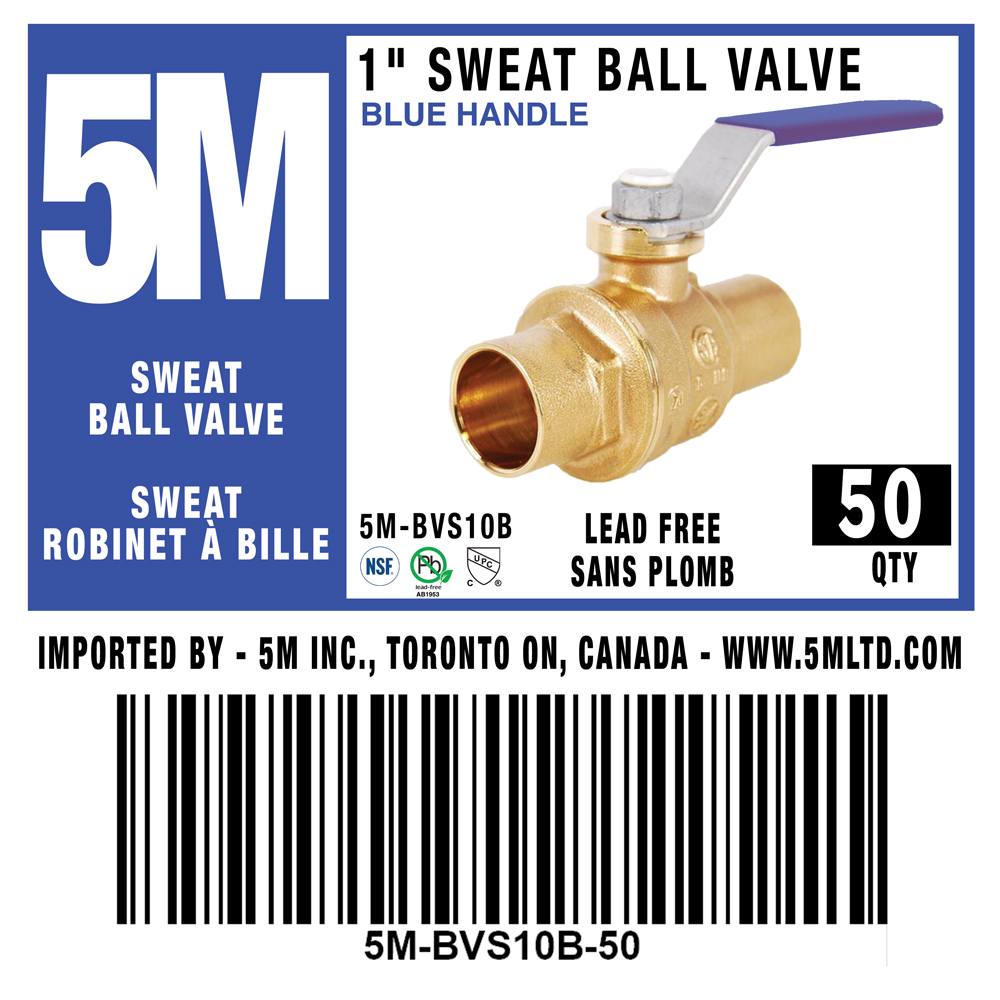 5M
SWEAT
BALL VALVE
SWEAT
ROBINET À BILLE
1" SWEAT BALL VALVE
BLUE HANDLE
5M-BVS10B
NSF.
Pb
lead-free
AB1953
UPC
C ®
LEAD FREE
SANS PLOMB
50
QTY
IMPORTED BY - 5M INC., TORONTO ON, CANADA - WWW.5MLTD.COM
5M-BVS10B-50